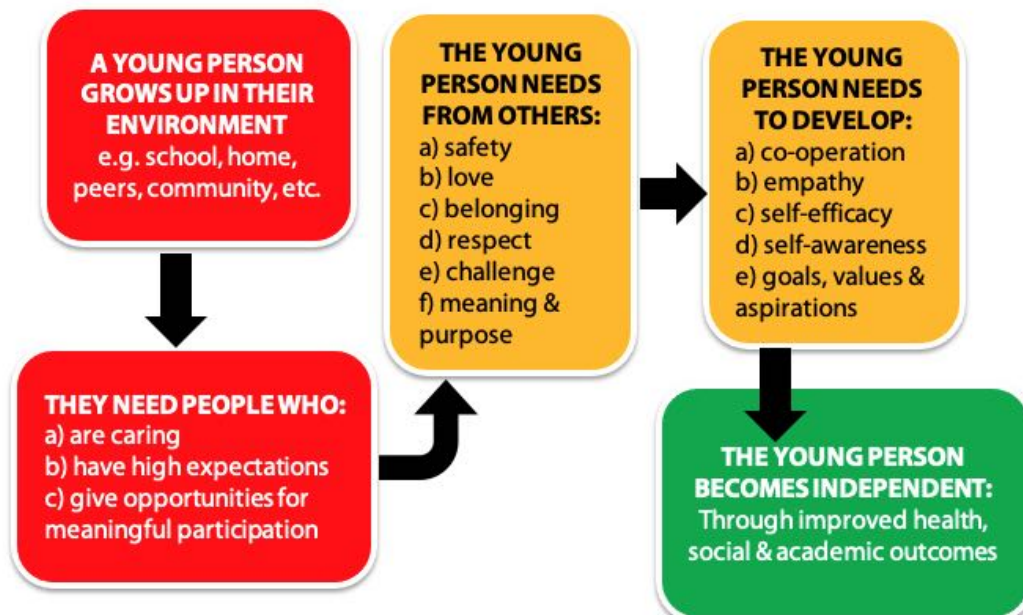 A YOUNG PERSON
GROWS UP IN THEIR
ENVIRONMENT
e.g. school, home,
peers, community, etc.
THEY NEED PEOPLE WHO:
a) are caring
b) have high expectations
c) give opportunities for
meaningful participation
THE YOUNG
PERSON NEEDS
FROM OTHERS:
a) safety
b) love
c) belonging
d) respect
e) challenge
f) meaning &
purpose
THE YOUNG
PERSON NEEDS
TO DEVELOP:
a) co-operation
b) empathy
c) self-efficacy
d) self-awareness
e) goals, values &
aspirations
THE YOUNG PERSON
BECOMES INDEPENDENT:
Through improved health,
social & academic outcomes